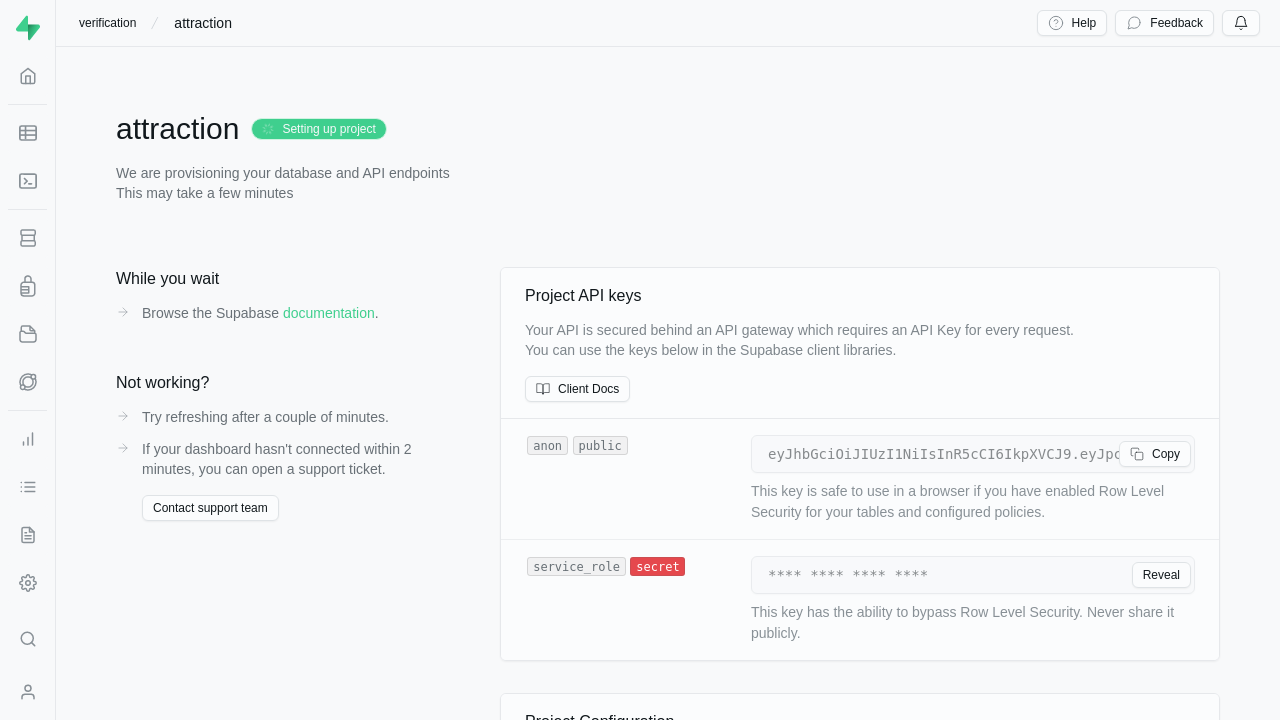 verification / attraction
Help
Feedback
attraction
Setting up project
We are provisioning your database and API endpoints
This may take a few minutes
While you wait
Browse the Supabase documentation.
Not working?
Try refreshing after a couple of minutes.
If your dashboard hasn't connected within 2
minutes, you can open a support ticket.
Contact support team
Project API keys
Your API is secured behind an API gateway which requires an API Key for every request.
You can use the keys below in the Supabase client libraries.
Client Docs
anon public
eyJhbGciOiJIUzI1NiIsInR5cCI6IkpXVCJ9.eyJpc
Copy
This key is safe to use in a browser if you have enabled Row Level
Security for your tables and configured policies.
service_role secret
**** **** **** ****
Reveal
This key has the ability to bypass Row Level Security. Never share it
publicly.
Project Configuration